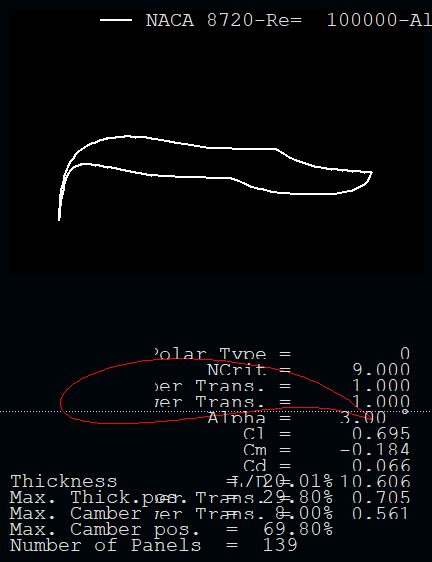 NACA 8720-Re= 100000-Al
Polar Type = 0
NCrit = 9.000
per Trans. = 1.000
wer Trans. = 1.000
Alpha = 3.00 °
Cl = 0.695
Cm = -0.184
Cd = 0.066
L/D = 10.606
per Trans. = 0.705
wer Trans. = 0.561
Thickness = 20.01%
Max. Thick.pos. = 29.80%
Max. Camber = 8.00%
Max. Camber pos. = 69.80%
Number of Panels = 139